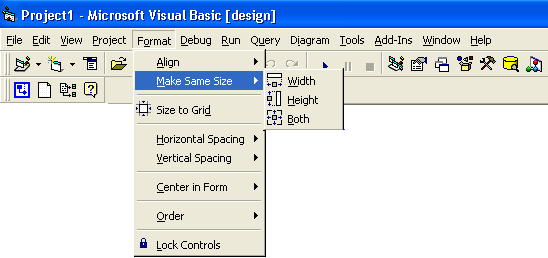 Project1 - Microsoft Visual Basic [design]
File Edit View Project Format Debug Run Query Diagram Tools Add-Ins Window Help
Align
Make Same Size
Width
Height
Size to Grid
Both
Horizontal Spacing
Vertical Spacing
Center in Form
Order
Lock Controls